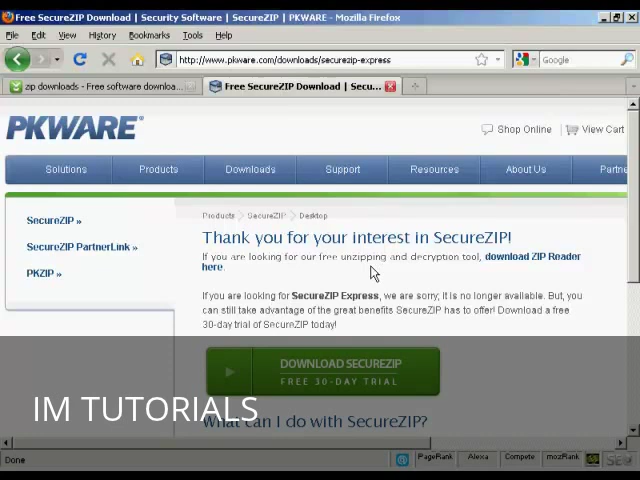 Free SecureZIP Download | Security Software | SecureZIP | PKWARE - Mozilla Firefox
File Edit View History Bookmarks Tools Help
http://www.pkware.com/downloads/securezip-express
Google
zip downloads - Free software downloa...
Free SecureZIP Download | Secu...
PKWARE®
Shop Online
View Cart
Solutions Products Downloads Support Resources About Us Partne
SecureZIP »
SecureZIP PartnerLink »
PKZIP »
Products SecureZIP Desktop
Thank you for your interest in SecureZIP!
If you are looking for our free unzipping and decryption tool, download ZIP Reader
here.
If you are looking for SecureZIP Express, we are sorry, it is no longer available. But, you
can still take advantage of the great benefits SecureZIP has to offer! Download a free
30-day trial of SecureZIP today!
DOWNLOAD SECUREZIP
FREE 30-DAY TRIAL
IM TUTORIALS
What can I do with SecureZIP?
Done
PageRank Alexa Compete mozRank